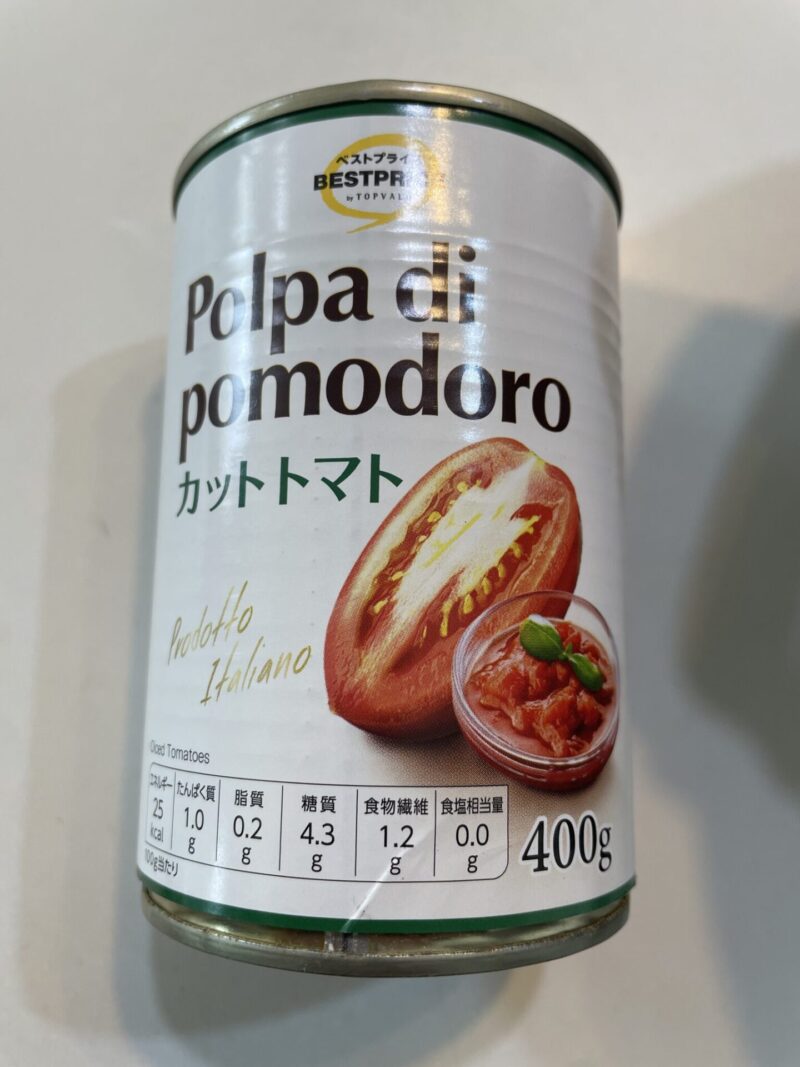 ベストプライ
BESTPR
by TOPVAL
Polpa di
pomodoro
カットトマト
Prodotto
Italiano
Diced Tomatoes
エネルギー たんぱく質 脂質 糖質 食物繊維 食塩相当量
25 kcal 1.0 g 0.2 g 4.3 g 1.2 g 0.0 g
100g当たり
400g